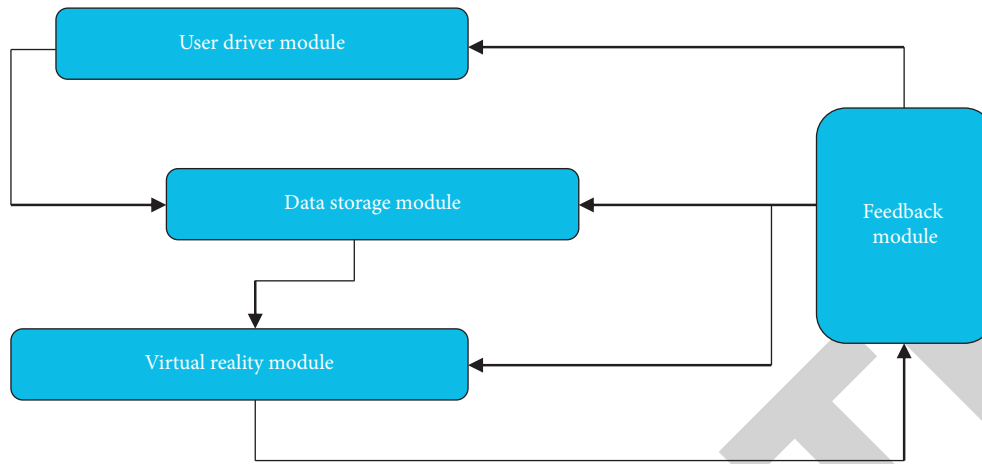 User driver module
Data storage module
Feedback
module
Virtual reality module